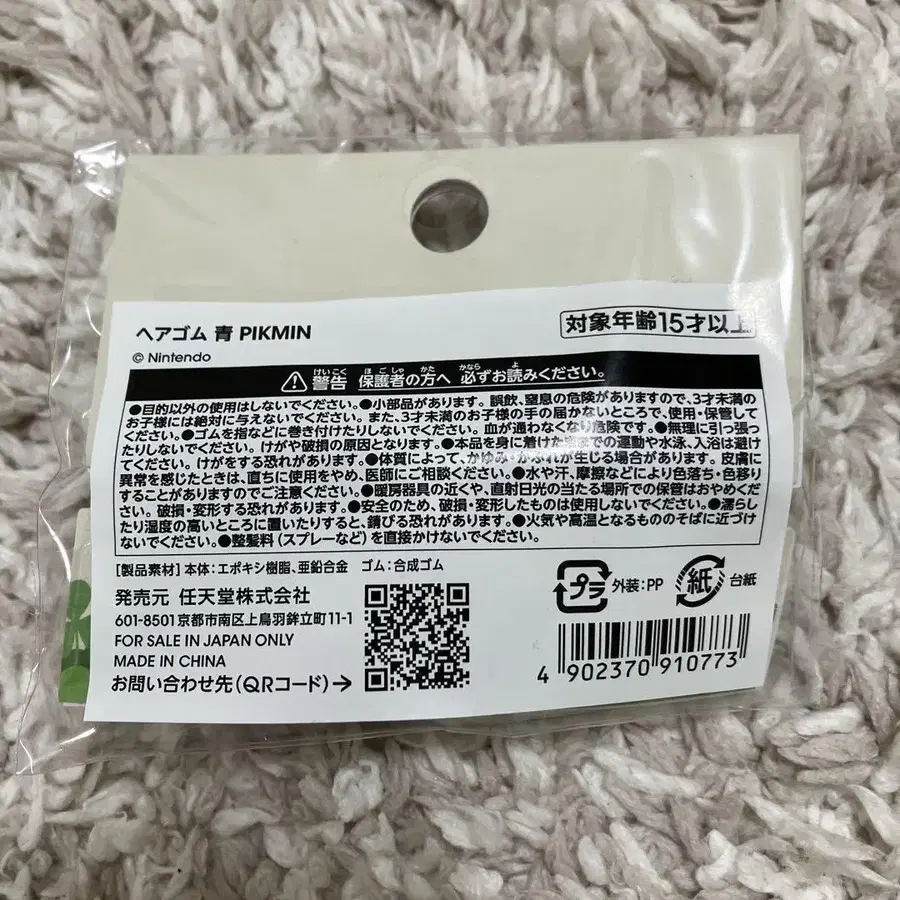 ヘアゴム 青 PIKMIN
対象年齢15才以上
© Nintendo
警告 保護者の方へ 必ずお読みください。
●目的以外の使用はしないでください。●小部品があります。誤飲、窒息の危険がありますので、3才未満の
お子様には絶対に与えないでください。また、3才未満のお子様の手の届かないところで、使用・保管して
ください。●ゴムを指などに巻き付けたりしないでください。血が通わなくなり危険です。●無理に引っ張っ
たりしないでください。けがや破損の原因となります。●本品を身に着けたままでの運動や水泳、入浴は避け
てください。けがをする恐れがあります。●体質によって、かゆみ・かぶれが生じる場合があります。皮膚に
異常を感じたときは、直ちに使用をやめ、医師にご相談ください。●水や汗、摩擦などにより色落ち・色移り
することがありますのでご注意ください。●暖房器具の近くや、直射日光の当たる場所での保管はおやめくだ
さい。破損・変形する恐れがあります。●安全のため、破損・変形したものは使用しないでください。●濡らし
たり湿度の高いところに置いたりすると、錆びる恐れがあります。●火気や高温となるもののそばに近づけ
ないでください。●整髪料（スプレーなど）を直接かけないでください。
［製品素材］本体：エポキシ樹脂、亜鉛合金 ゴム：合成ゴム
発売元 任天堂株式会社
601-8501 京都市南区上鳥羽鉾立町11-1
FOR SALE IN JAPAN ONLY
MADE IN CHINA
お問い合わせ先（QRコード）→
プラ 外装：PP 紙 台紙
4 902370 910773